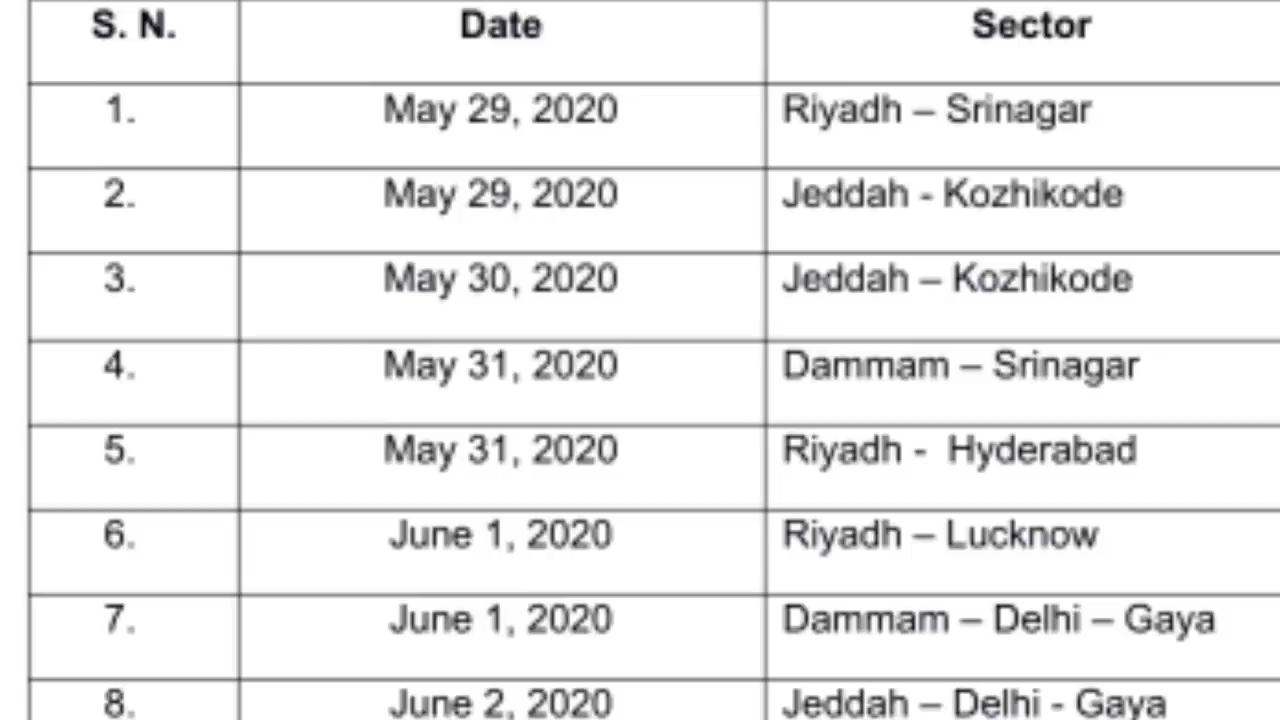 S. N. Date Sector
1. May 29, 2020 Riyadh – Srinagar
2. May 29, 2020 Jeddah - Kozhikode
3. May 30, 2020 Jeddah – Kozhikode
4. May 31, 2020 Dammam – Srinagar
5. May 31, 2020 Riyadh - Hyderabad
6. June 1, 2020 Riyadh – Lucknow
7. June 1, 2020 Dammam – Delhi – Gaya
8. June 2, 2020 Jeddah – Delhi - Gaya